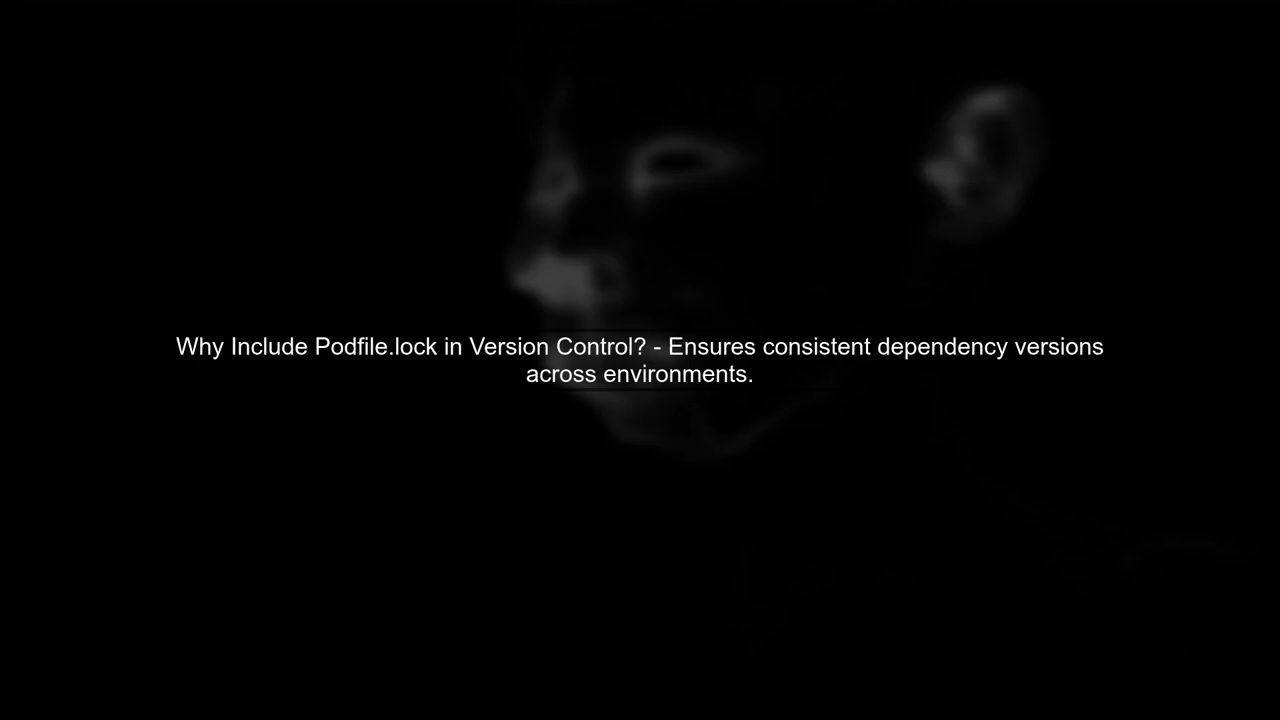 Why Include Podfile.lock in Version Control? - Ensures consistent dependency versions
across environments.